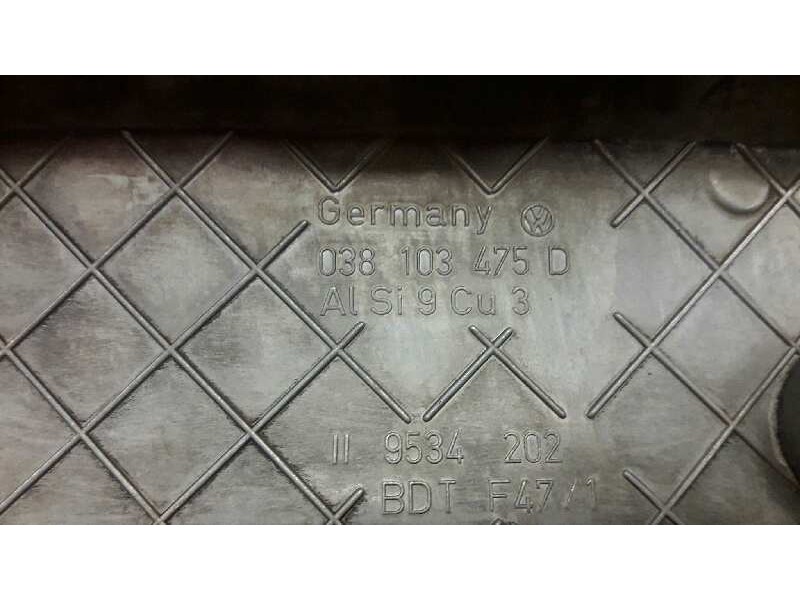 Germany
038 103 475 D
Al Si 9 Cu 3
II 9534 202
BDT F47/1